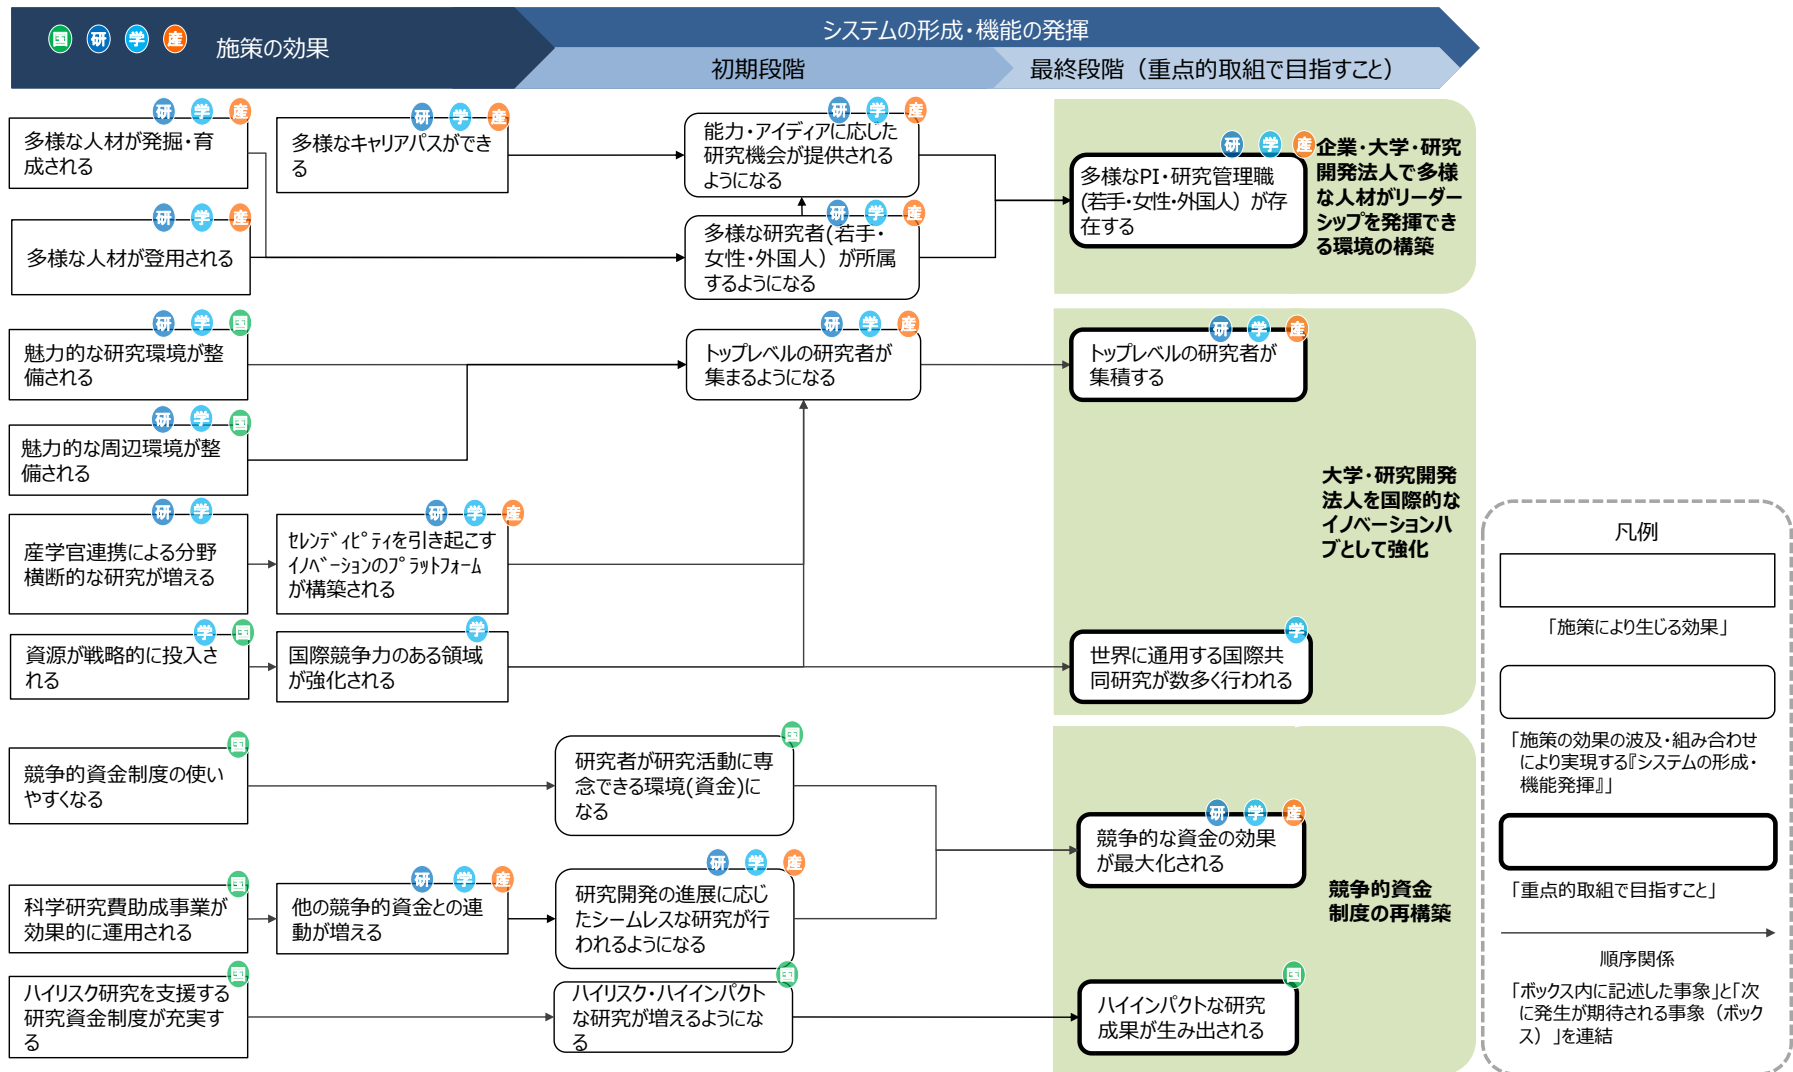 国 研 学 産 施策の効果
システムの形成・機能の発揮
初期段階
最終段階（重点的取組で目指すこと）
研 学 産
多様な人材が発掘・育
成される
研 学 産
多様なキャリアパスができ
る
研 学 産
能力・アイディアに応じた
研究機会が提供される
ようになる
研 学 産
多様なPI・研究管理職
(若手・女性・外国人）が存
在する
企業・大学・研究
開発法人で多様
な人材がリーダー
シップを発揮でき
る環境の構築
研 学 産
多様な人材が登用される
研 学 産
多様な研究者(若手・
女性・外国人）が所属
するようになる
研 学 国
魅力的な研究環境が整
備される
研 学 産
トップレベルの研究者が
集まるようになる
研 学 産
トップレベルの研究者が
集積する
研 学 国
魅力的な周辺環境が整
備される
大学・研究開発
法人を国際的な
イノベーションハ
ブとして強化
研 学
産学官連携による分野
横断的な研究が増える
研 学 産
ｾﾚﾝﾃﾞｨﾋﾟﾃｨを引き起こす
ｲﾉﾍﾞｰｼｮﾝのﾌﾟﾗｯﾄﾌｫｰﾑ
が構築される
学 国
資源が戦略的に投入さ
れる
学
国際競争力のある領域
が強化される
学
世界に通用する国際共
同研究が数多く行われる
国
競争的資金制度の使い
やすくなる
国
研究者が研究活動に専
念できる環境(資金)に
なる
研 学 産
競争的な資金の効果
が最大化される
競争的資金
制度の再構築
国
科学研究費助成事業が
効果的に運用される
研 学 産
他の競争的資金との連
動が増える
研 学 産
研究開発の進展に応じ
たシームレスな研究が行
われるようになる
国
ハイリスク研究を支援する
研究資金制度が充実す
る
国
ハイリスク・ハイインパクト
な研究が増えるようにな
る
国
ハイインパクトな研究
成果が生み出される
凡例
「施策により生じる効果」
「施策の効果の波及・組み合わせ
により実現する『システムの形成・
機能発揮』」
「重点的取組で目指すこと」
順序関係
「ボックス内に記述した事象」と「次
に発生が期待される事象（ボック
ス）」を連結